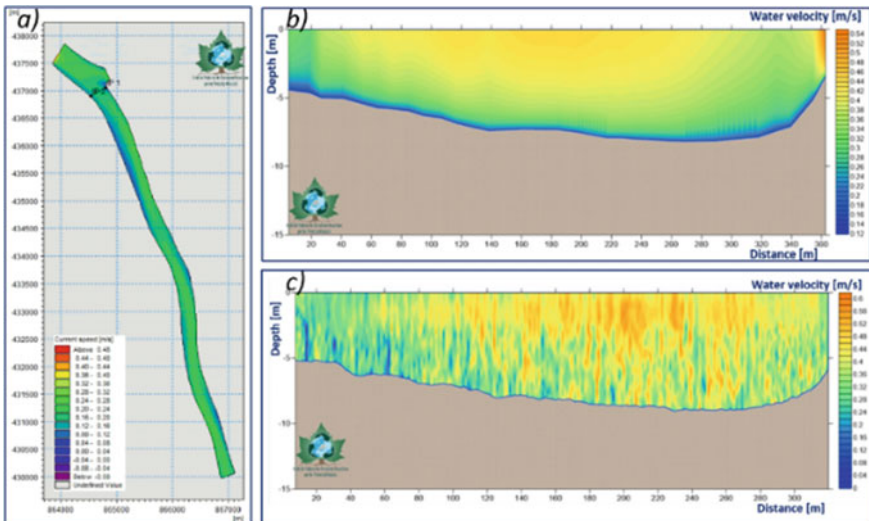 a)
[m]
438000
437500
437000
436500
436000
435500
435000
434500
434000
433500
433000
432500
432000
431500
431000
430500
430000
Current speed [m/s]
Above 0.48
0.44 - 0.48
0.40 - 0.44
0.36 - 0.40
0.32 - 0.36
0.28 - 0.32
0.24 - 0.28
0.20 - 0.24
0.16 - 0.20
0.12 - 0.16
0.08 - 0.12
0.04 - 0.08
0.00 - 0.04
-0.04 - 0.00
-0.08 - -0.04
Below -0.08
Undefined Value
864000 865000 866000 867000
[m]
b)
Water velocity [m/s]
Depth [m]
0
-5
-10
-15
20 40 60 80 100 120 140 160 180 200 220 240 260 280 300 320 340 360
Distance [m]
0.54
0.52
0.5
0.48
0.46
0.44
0.42
0.4
0.38
0.36
0.34
0.32
0.3
0.28
0.26
0.24
0.22
0.2
0.18
0.16
0.14
0.12
c)
Water velocity [m/s]
Depth [m]
0
-5
-10
-15
20 40 60 80 100 120 140 160 180 200 220 240 260 280 300
Distance [m]
0.6
0.56
0.52
0.48
0.44
0.4
0.36
0.32
0.28
0.24
0.2
0.16
0.12
0.08
0.04
0